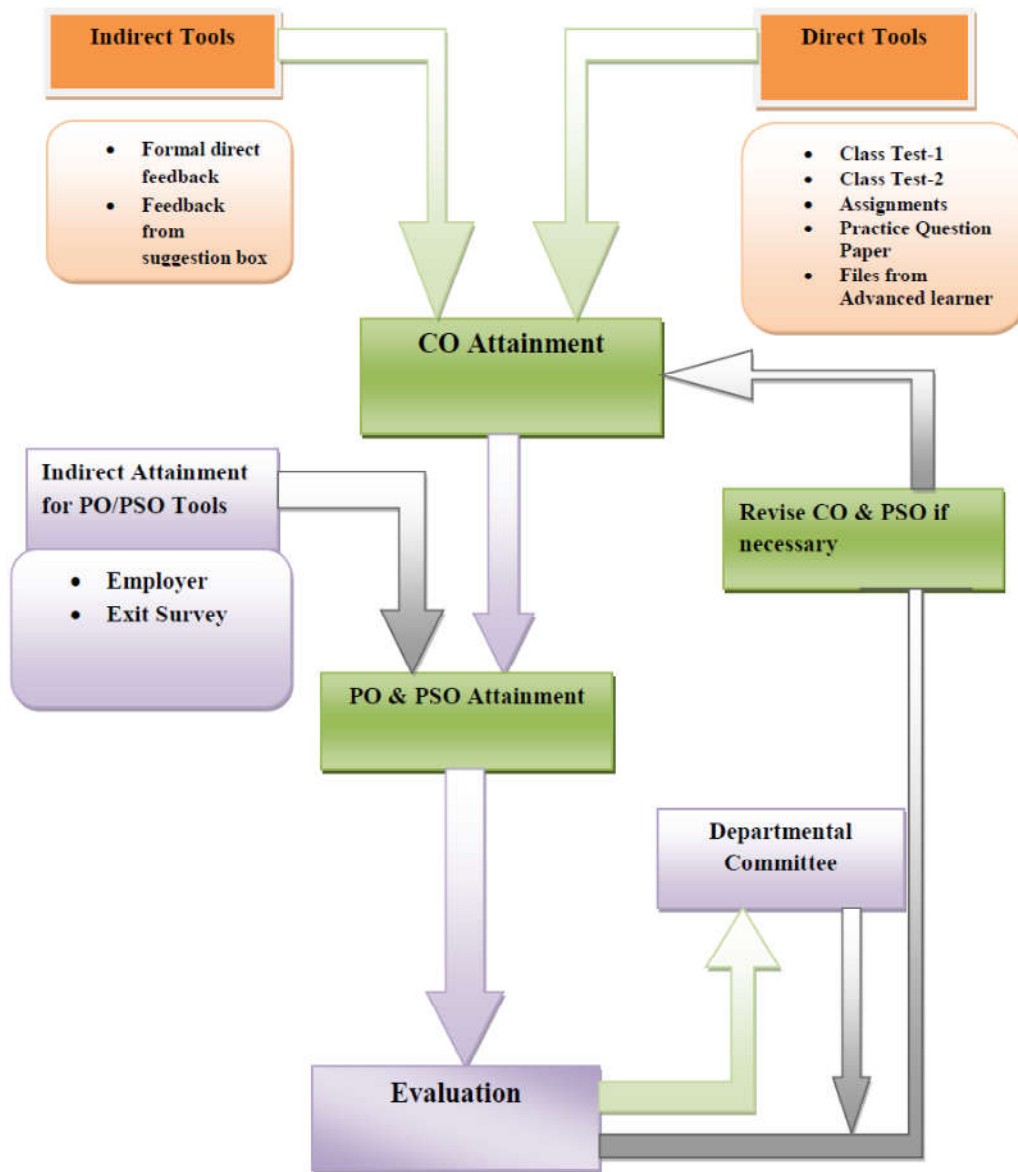 Indirect Tools
Direct Tools
• Formal direct
feedback
• Feedback
from
suggestion box
• Class Test-1
• Class Test-2
• Assignments
• Practice Question
Paper
• Files from
Advanced learner
CO Attainment
Indirect Attainment
for PO/PSO Tools
• Employer
• Exit Survey
Revise CO & PSO if
necessary
PO & PSO Attainment
Departmental
Committee
Evaluation